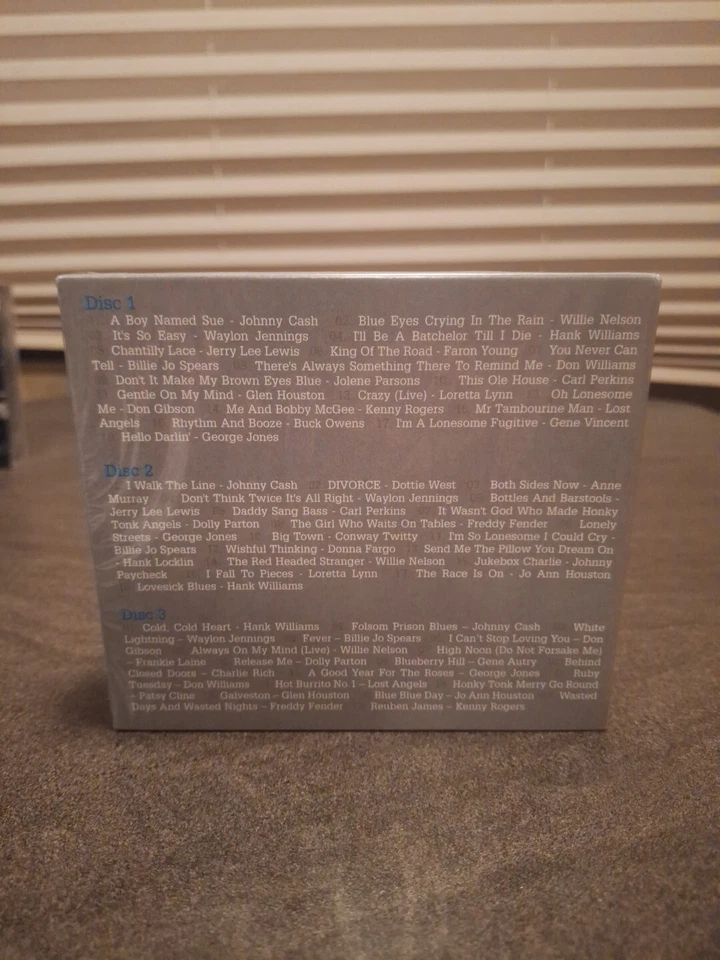 Disc 1
A Boy Named Sue - Johnny Cash 02 Blue Eyes Crying In The Rain - Willie Nelson
It's So Easy - Waylon Jennings 04 I'll Be A Batchelor Till I Die - Hank Williams
Chantilly Lace - Jerry Lee Lewis King Of The Road - Faron Young You Never Can
Tell - Billie Jo Spears There's Always Something There To Remind Me - Don Williams
Don't It Make My Brown Eyes Blue - Jolene Parsons This Ole House - Carl Perkins
Gentle On My Mind - Glen Houston Crazy (Live) - Loretta Lynn Oh Lonesome
Me - Don Gibson Me And Bobby McGee - Kenny Rogers Mr Tambourine Man - Lost
Angels Rhythm And Booze - Buck Owens 17 I'm A Lonesome Fugitive - Gene Vincent
Hello Darlin' - George Jones
Disc 2
I Walk The Line - Johnny Cash 02 DIVORCE - Dottie West Both Sides Now - Anne
Murray Don't Think Twice It's All Right - Waylon Jennings Bottles And Barstools -
Jerry Lee Lewis Daddy Sang Bass - Carl Perkins It Wasn't God Who Made Honky
Tonk Angels - Dolly Parton The Girl Who Waits On Tables - Freddy Fender Lonely
Streets - George Jones Big Town - Conway Twitty I'm So Lonesome I Could Cry -
Billie Jo Spears Wishful Thinking - Donna Fargo Send Me The Pillow You Dream On
- Hank Locklin The Red Headed Stranger - Willie Nelson Jukebox Charlie - Johnny
Paycheck I Fall To Pieces - Loretta Lynn The Race Is On - Jo Ann Houston
Lovesick Blues - Hank Williams
Disc 3
Cold, Cold Heart - Hank Williams Folsom Prison Blues – Johnny Cash White
Lightning – Waylon Jennings Fever – Billie Jo Spears I Can't Stop Loving You – Don
Gibson Always On My Mind (Live) - Willie Nelson High Noon (Do Not Forsake Me)
– Frankie Laine Release Me – Dolly Parton Blueberry Hill – Gene Autry Behind
Closed Doors – Charlie Rich A Good Year For The Roses – George Jones Ruby
Tuesday – Don Williams Hot Burrito No.1 – Lost Angels Honky Tonk Merry Go Round
– Patsy Cline Galveston – Glen Houston Blue Blue Day – Jo Ann Houston Wasted
Days And Wasted Nights – Freddy Fender Reuben James – Kenny Rogers